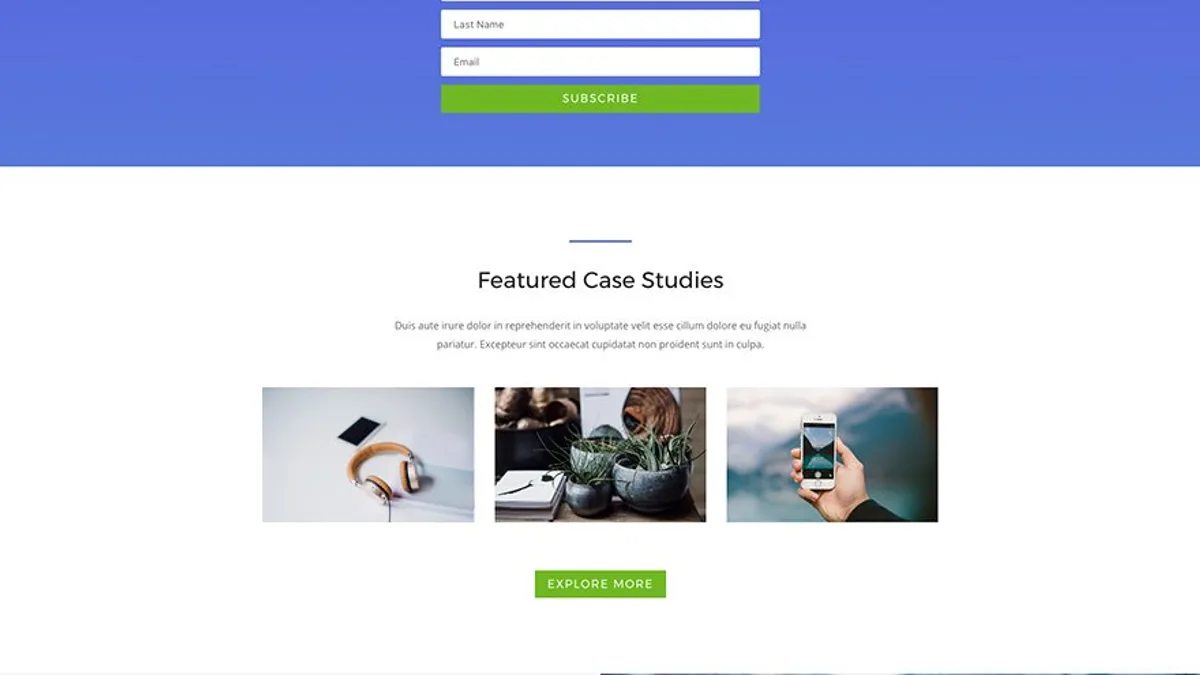 Last Name
Email
SUBSCRIBE
Featured Case Studies
Duis aute irure dolor in reprehenderit in voluptate velit esse cillum dolore eu fugiat nulla
pariatur. Excepteur sint occaecat cupidatat non proident sunt in culpa.
EXPLORE MORE